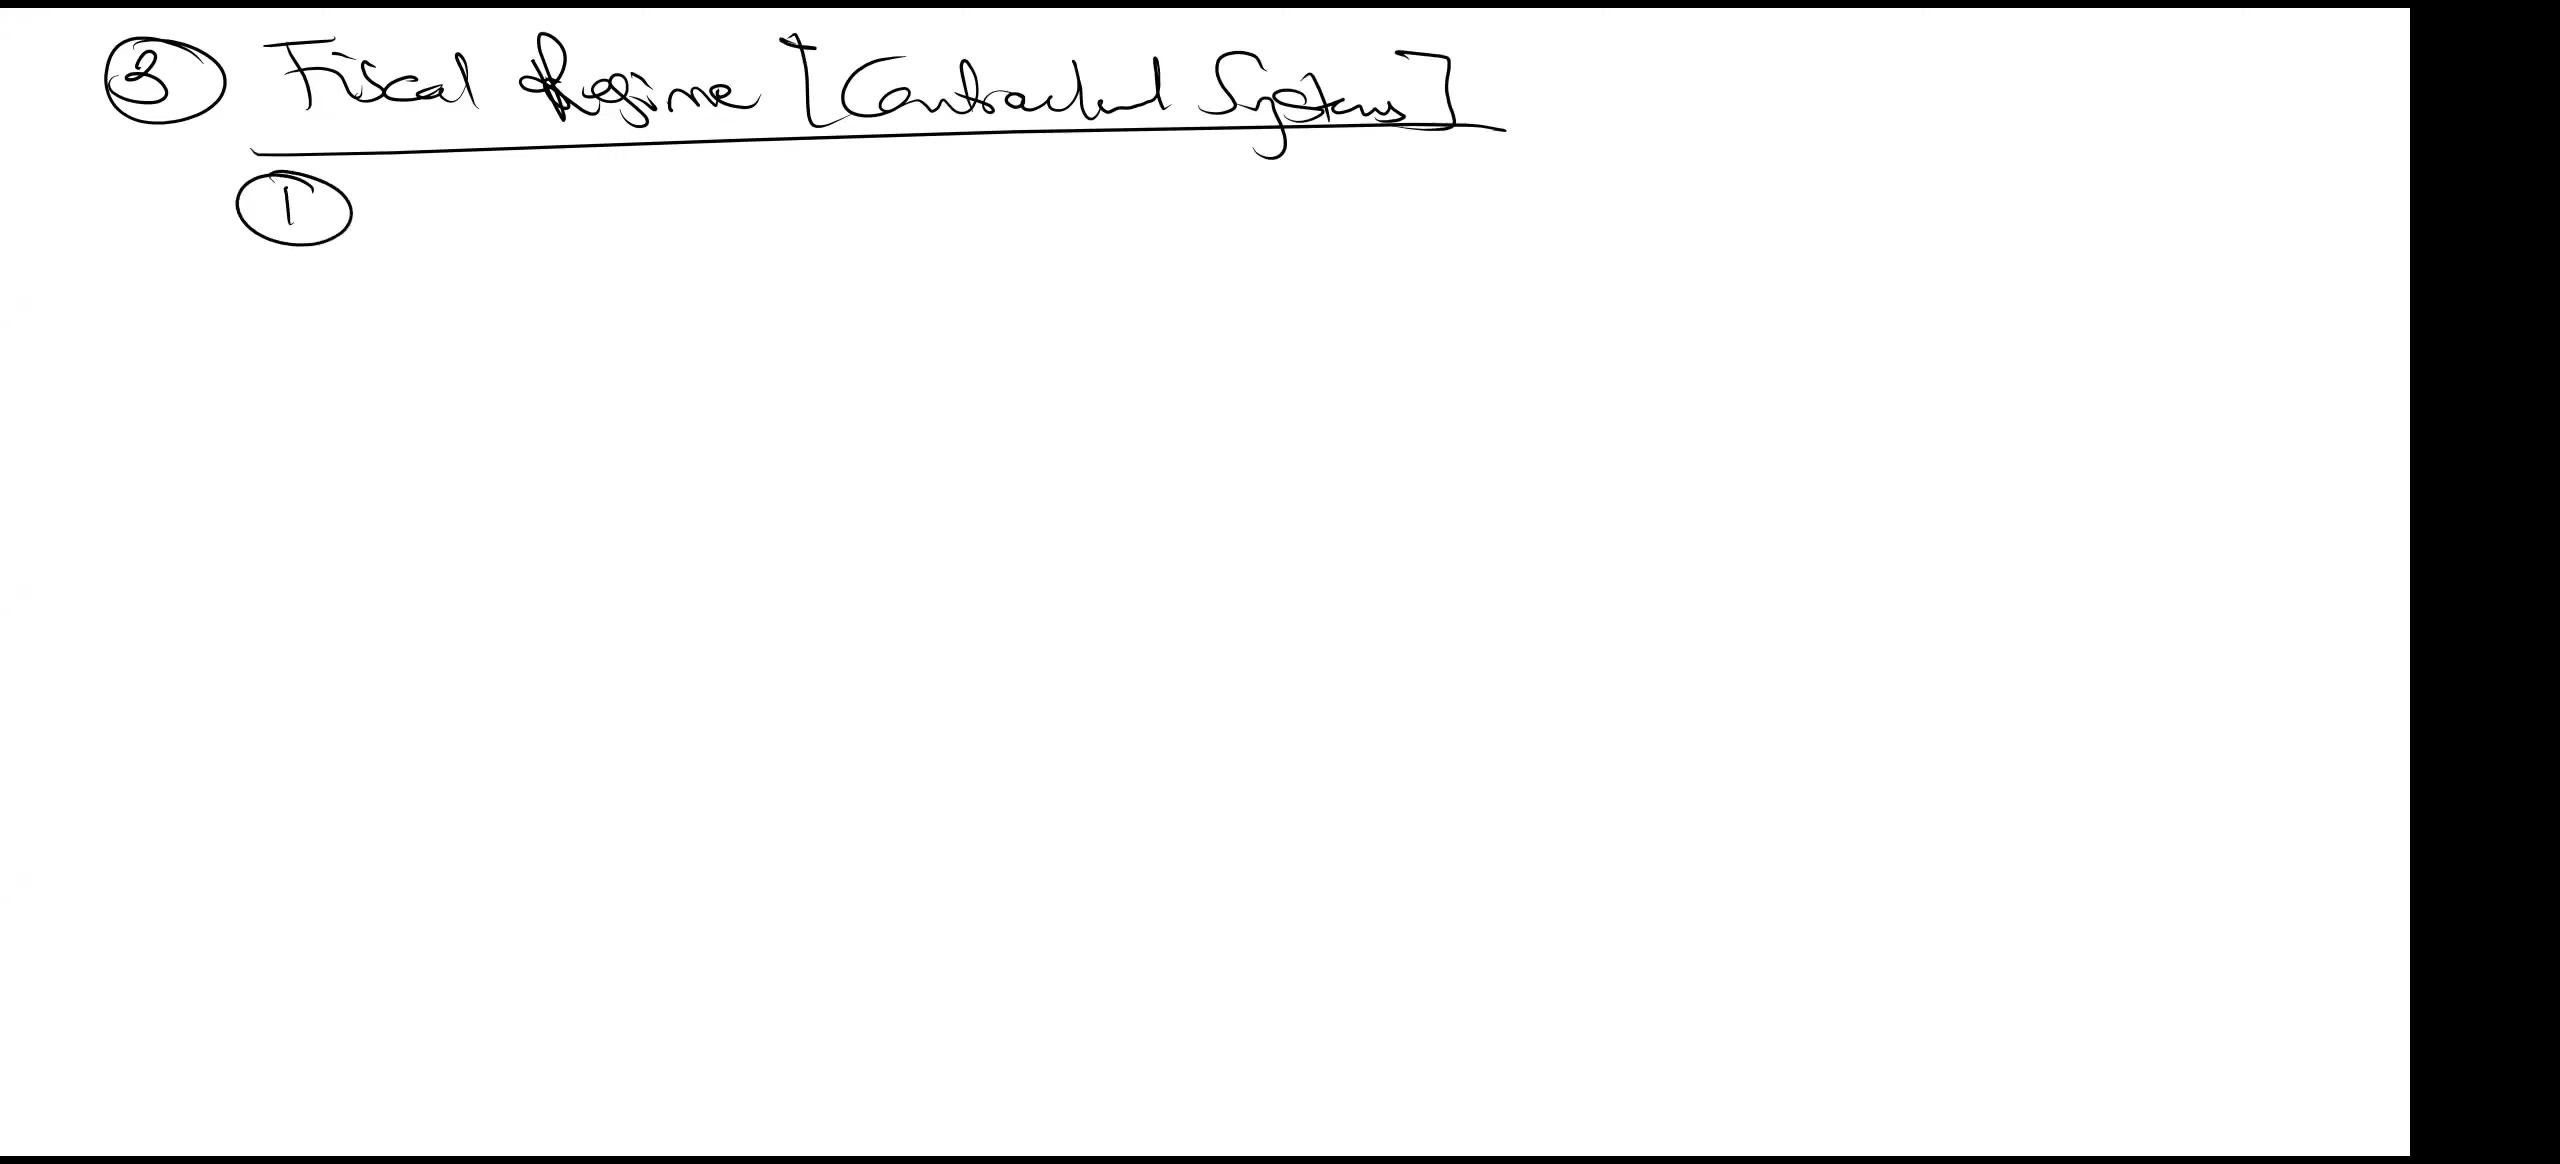 ③ Fiscal Regime [Contractual Systems]
①